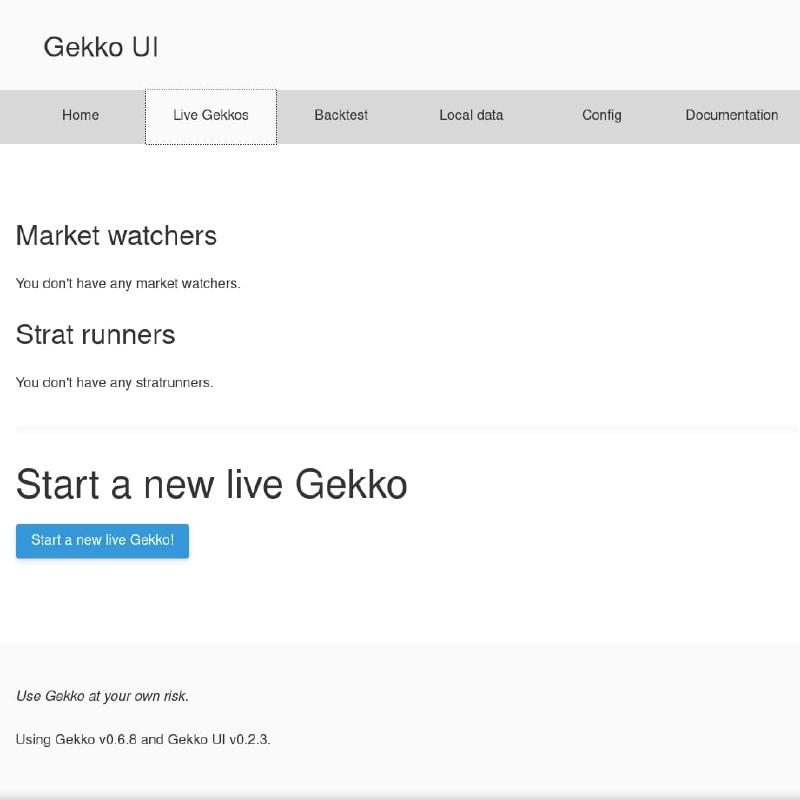 Gekko UI
Home Live Gekkos Backtest Local data Config Documentation
Market watchers
You don't have any market watchers.
Strat runners
You don't have any stratrunners.
Start a new live Gekko
Start a new live Gekko!
Use Gekko at your own risk.
Using Gekko v0.6.8 and Gekko UI v0.2.3.